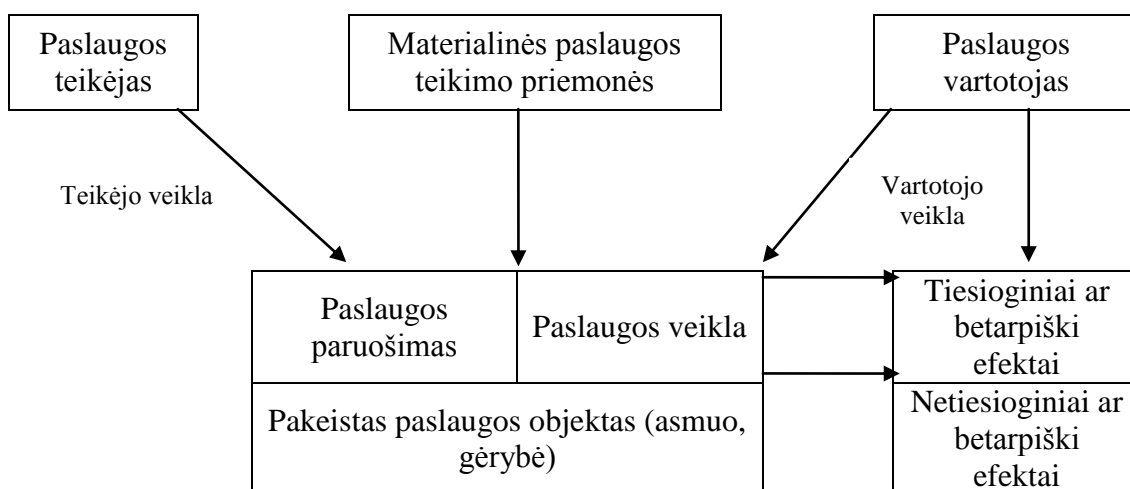 Paslaugos
teikėjas
Materialinės paslaugos
teikimo priemonės
Paslaugos
vartotojas
Teikėjo veikla
Vartotojo
veikla
Paslaugos
paruošimas
Paslaugos veikla
Tiesioginiai ar
betarpiški
efektai
Pakeistas paslaugos objektas (asmuo,
gėrybė)
Netiesioginiai ar
betarpiški
efektai